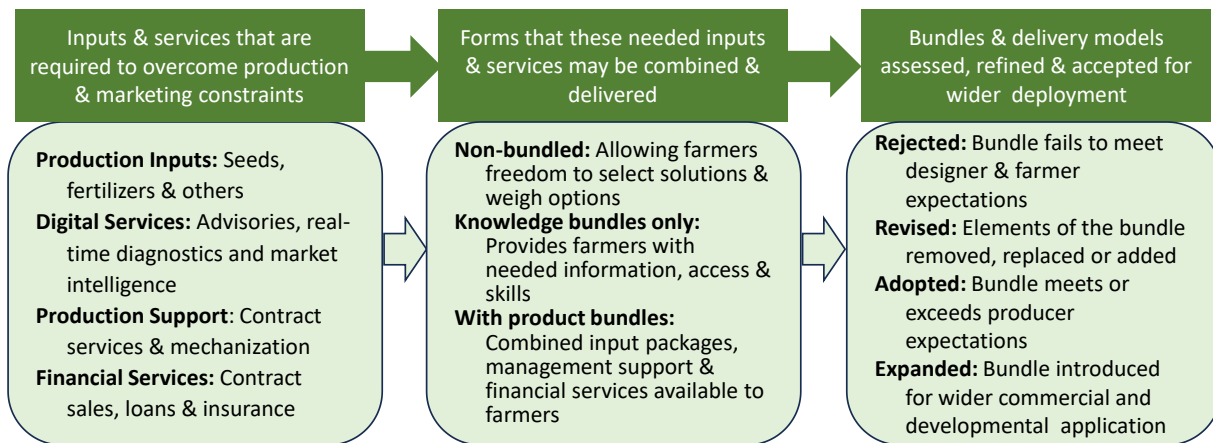 Inputs & services that are
required to overcome production
& marketing constraints
Production Inputs: Seeds,
fertilizers & others
Digital Services: Advisories, real-
time diagnostics and market
intelligence
Production Support: Contract
services & mechanization
Financial Services: Contract
sales, loans & insurance
Forms that these needed inputs
& services may be combined &
delivered
Non-bundled: Allowing farmers
freedom to select solutions &
weigh options
Knowledge bundles only:
Provides farmers with
needed information, access &
skills
With product bundles:
Combined input packages,
management support &
financial services available to
farmers
Bundles & delivery models
assessed, refined & accepted for
wider deployment
Rejected: Bundle fails to meet
designer & farmer
expectations
Revised: Elements of the bundle
removed, replaced or added
Adopted: Bundle meets or
exceeds producer
expectations
Expanded: Bundle introduced
for wider commercial and
developmental application